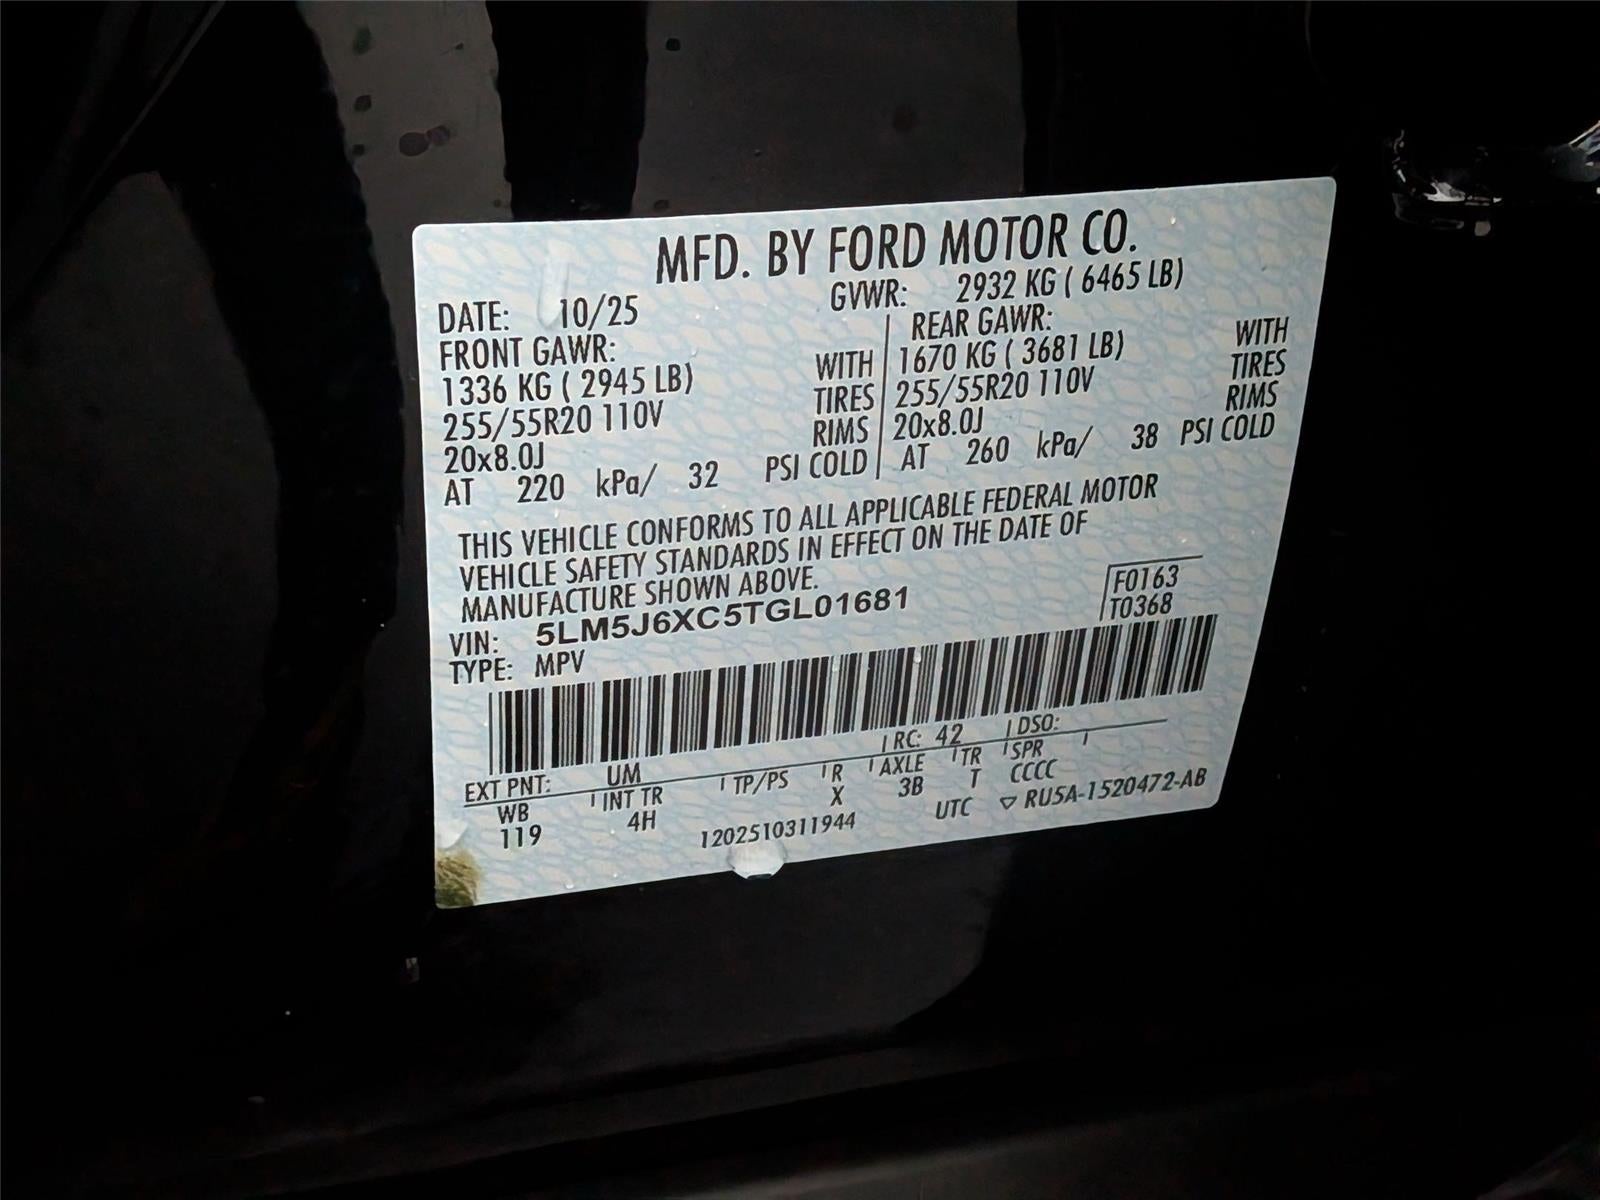 MFD. BY FORD MOTOR CO.
DATE: 10/25 GVWR: 2932 KG ( 6465 LB)
FRONT GAWR: REAR GAWR:
1336 KG ( 2945 LB) WITH 1670 KG ( 3681 LB) WITH
255/55R20 110V TIRES 255/55R20 110V TIRES
20x8.0J RIMS 20x8.0J RIMS
AT 220 kPa/ 32 PSI COLD AT 260 kPa/ 38 PSI COLD
THIS VEHICLE CONFORMS TO ALL APPLICABLE FEDERAL MOTOR
VEHICLE SAFETY STANDARDS IN EFFECT ON THE DATE OF
MANUFACTURE SHOWN ABOVE.
F0163
T0368
VIN: 5LM5J6XC5TGL01681
TYPE: MPV
EXT PNT: UM RC: 42 DSO:
WB INT TR TP/PS R AXLE TR SPR
119 4H X 3B T CCCC
1202510311944 UTC ▽ RU5A-1520472-AB